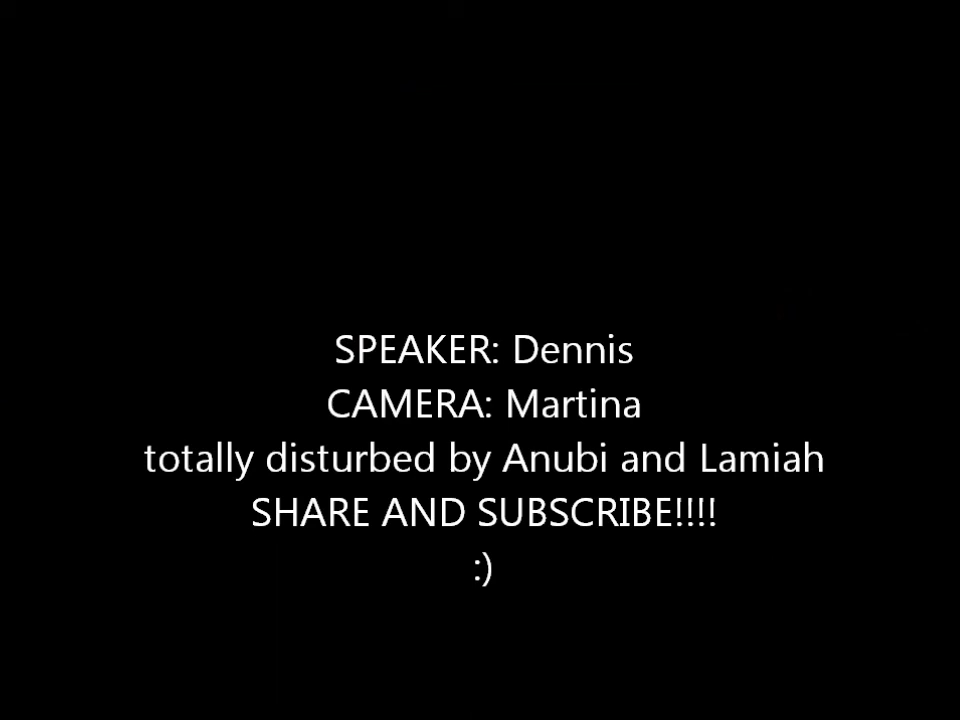 SPEAKER: Dennis
CAMERA: Martina
totally disturbed by Anubi and Lamiah
SHARE AND SUBSCRIBE!!!!
:)